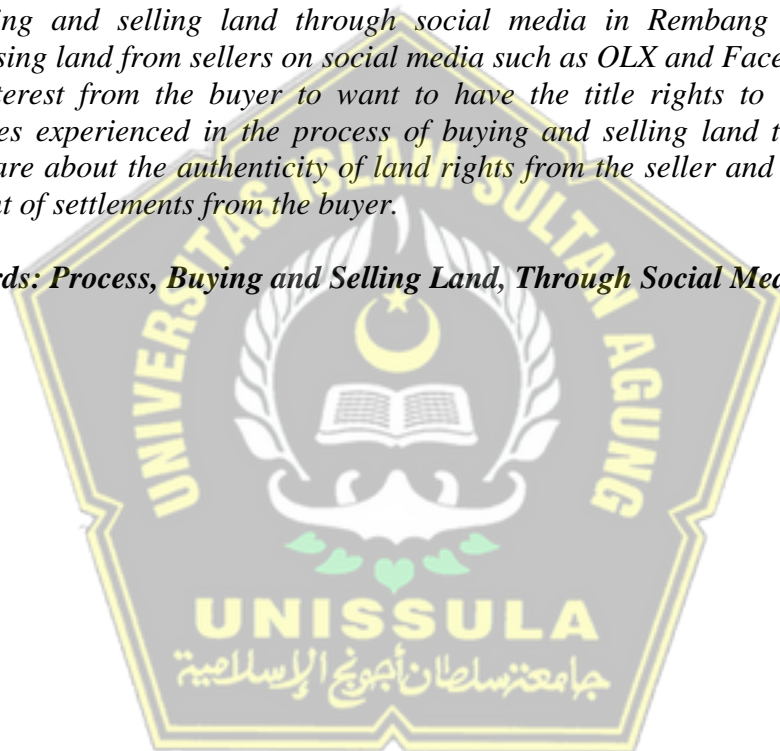 ing and selling land through social media in Rembang
sing land from sellers on social media such as OLX and Face
terest from the buyer to want to have the title rights to
es experienced in the process of buying and selling land t
are about the authenticity of land rights from the seller and
nt of settlements from the buyer.
rds: Process, Buying and Selling Land, Through Social Med
UNIVERSITAS ISLAM SULTAN AGUNG
UNISSULA
جامعتسلطان أجونج الإسلامية